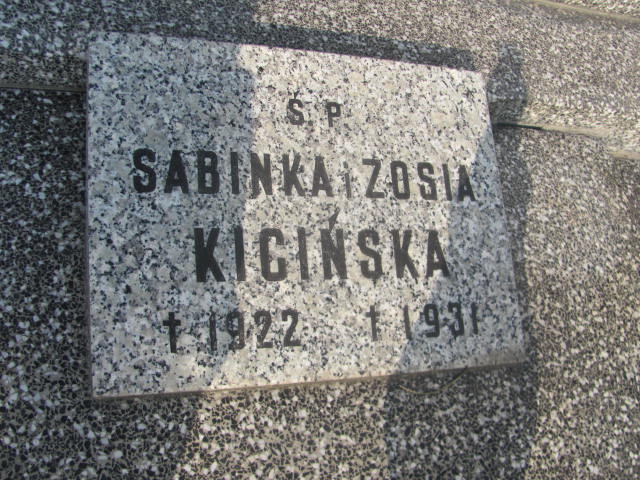 Ś P
SABINKA i ZOSIA
KICIŃSKA
† 1922 † 1931